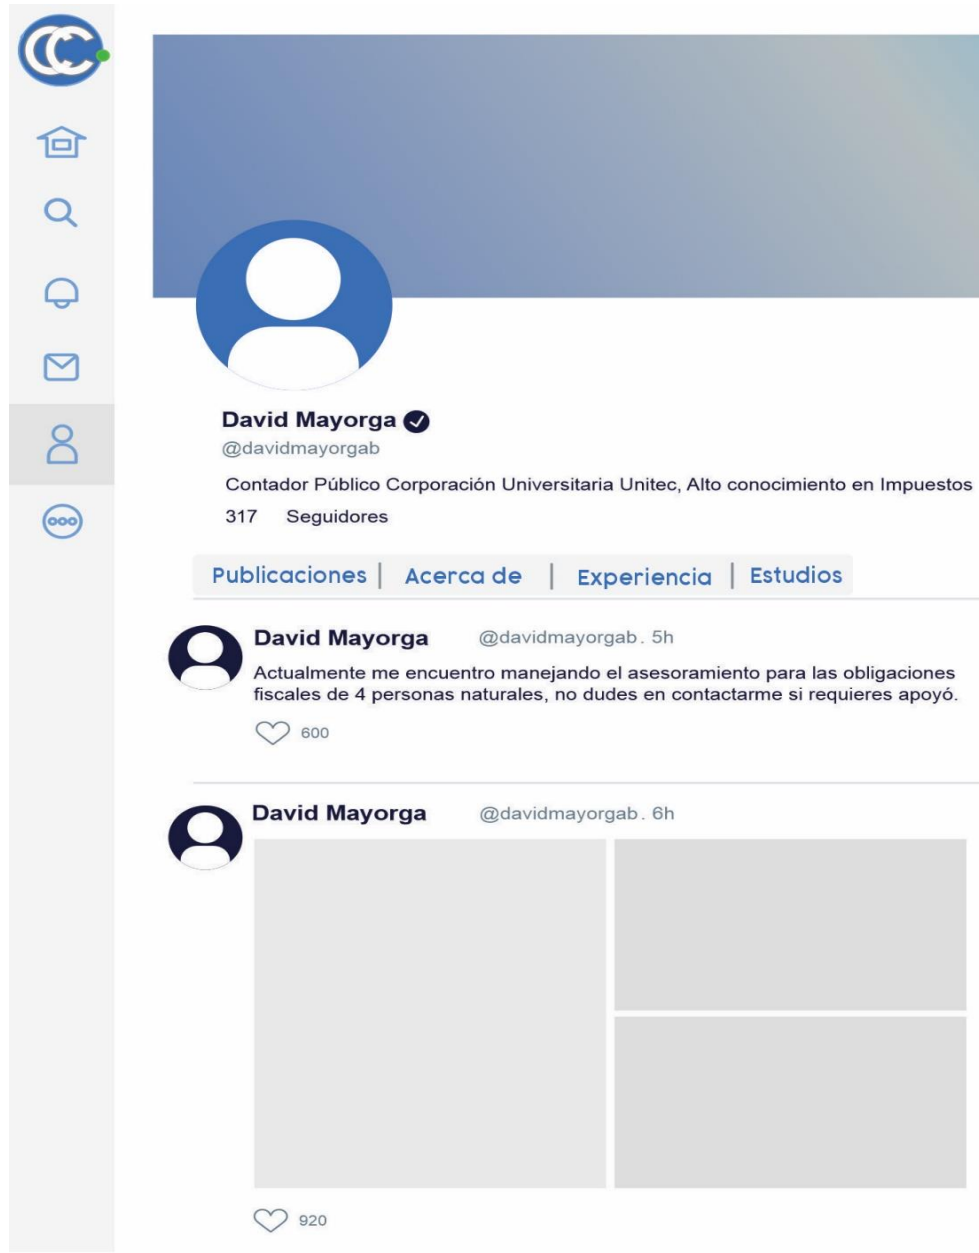 CC
David Mayorga
@davidmayorgab
Contador Público Corporación Universitaria Unitec, Alto conocimiento en Impuestos
317 Seguidores
Publicaciones | Acerca de | Experiencia | Estudios
David Mayorga @davidmayorgab. 5h
Actualmente me encuentro manejando el asesoramiento para las obligaciones
fiscales de 4 personas naturales, no dudes en contactarme si requieres apoyó.
600
David Mayorga @davidmayorgab. 6h
920